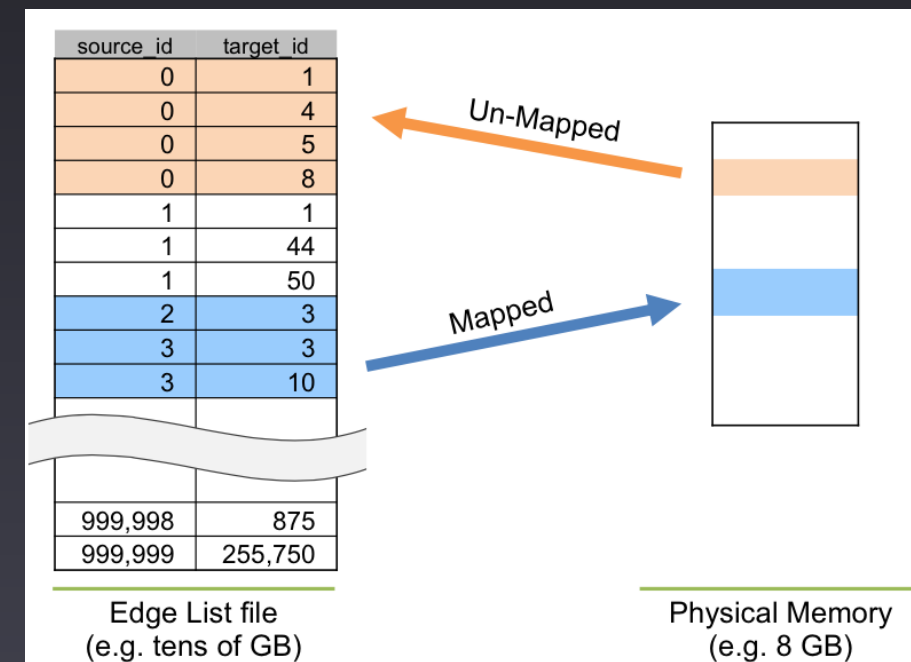 source_id target_id
0 1
0 4
0 5
0 8
1 1
1 44
1 50
2 3
3 3
3 10
999,998 875
999,999 255,750
Un-Mapped
Mapped
Edge List file
(e.g. tens of GB)
Physical Memory
(e.g. 8 GB)